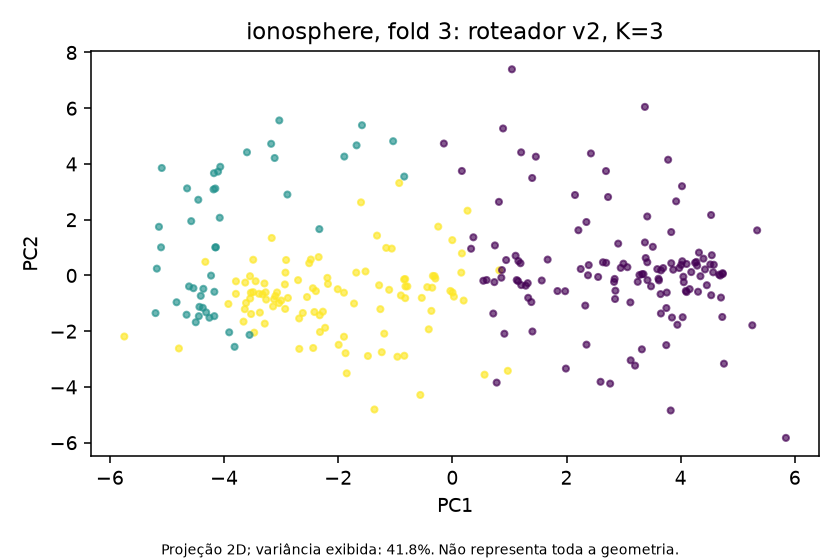 ionosphere, fold 3: roteador v2, K=3
8
6
4
2
0
−2
−4
−6
PC2
−6 −4 −2 0 2 4 6
PC1
Projeção 2D; variância exibida: 41.8%. Não representa toda a geometria.